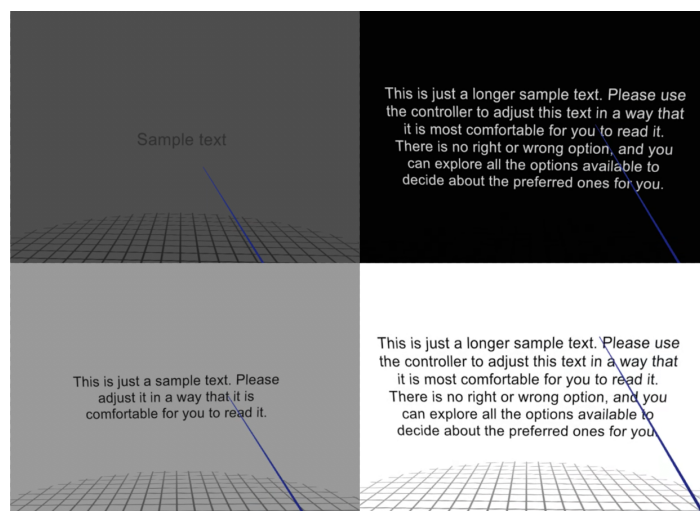 Sample text
This is just a longer sample text. Please use
the controller to adjust this text in a way that
it is most comfortable for you to read it.
There is no right or wrong option, and you
can explore all the options available to
decide about the preferred ones for you.
This is just a sample text. Please
adjust it in a way that it is
comfortable for you to read it.
This is just a longer sample text. Please use
the controller to adjust this text in a way that
it is most comfortable for you to read it.
There is no right or wrong option, and you
can explore all the options available to
decide about the preferred ones for you.